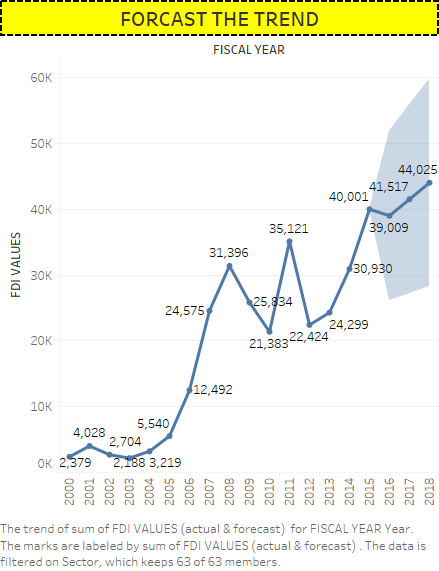 FORCAST THE TREND
FISCAL YEAR
60K
50K
40K
30K
20K
10K
0K
FDI VALUES
2,379
4,028
2,704
2,188
3,219
5,540
12,492
24,575
31,396
25,834
21,383
35,121
22,424
24,299
30,930
40,001
39,009
41,517
44,025
2000
2001
2002
2003
2004
2005
2006
2007
2008
2009
2010
2011
2012
2013
2014
2015
2016
2017
2018
The trend of sum of FDI VALUES (actual & forecast) for FISCAL YEAR Year.
The marks are labeled by sum of FDI VALUES (actual & forecast) . The data is
filtered on Sector, which keeps 63 of 63 members.